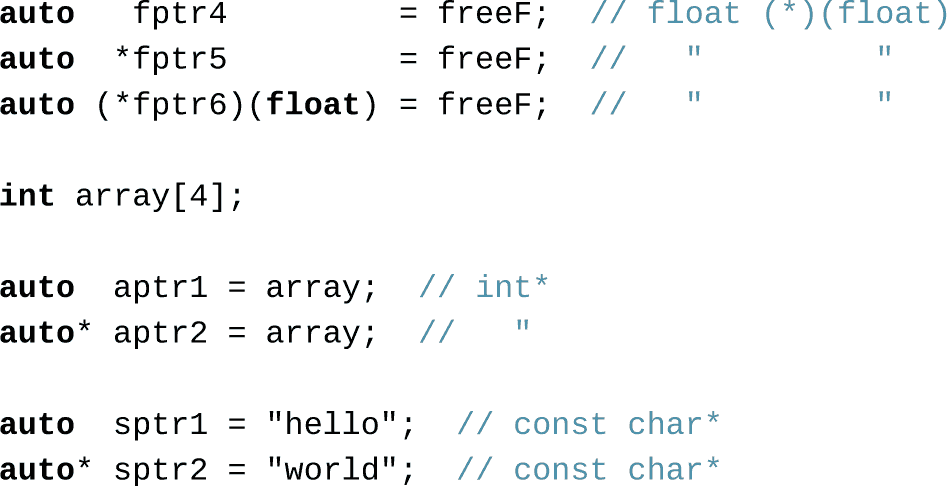 auto   fptr4         = freeF;  // float (*)(float)
auto  *fptr5         = freeF;  //   "         "
auto (*fptr6)(float) = freeF;  //   "         "
int array[4];
auto  aptr1 = array;  // int*
auto* aptr2 = array;  //   "
auto  sptr1 = "hello";  // const char*
auto* sptr2 = "world";  // const char*